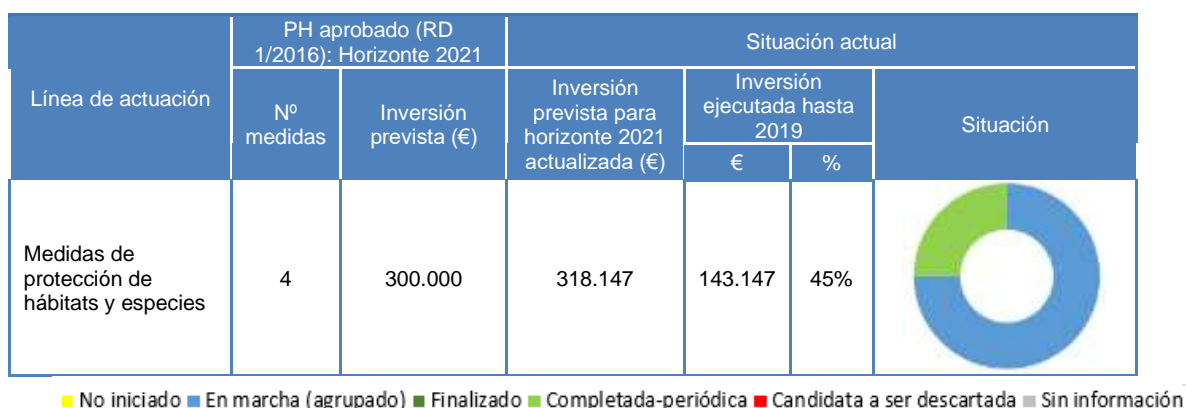 Línea de actuación
PH aprobado (RD
1/2016): Horizonte 2021
Situación actual
Nº
medidas
Inversión
prevista (€)
Inversión
prevista para
horizonte 2021
actualizada (€)
Inversión
ejecutada hasta
2019
€
%
Situación
Medidas de
protección de
hábitats y especies
4
300.000
318.147
143.147
45%
No iniciado En marcha (agrupado) Finalizado Completada-periódica Candidata a ser descartada Sin información